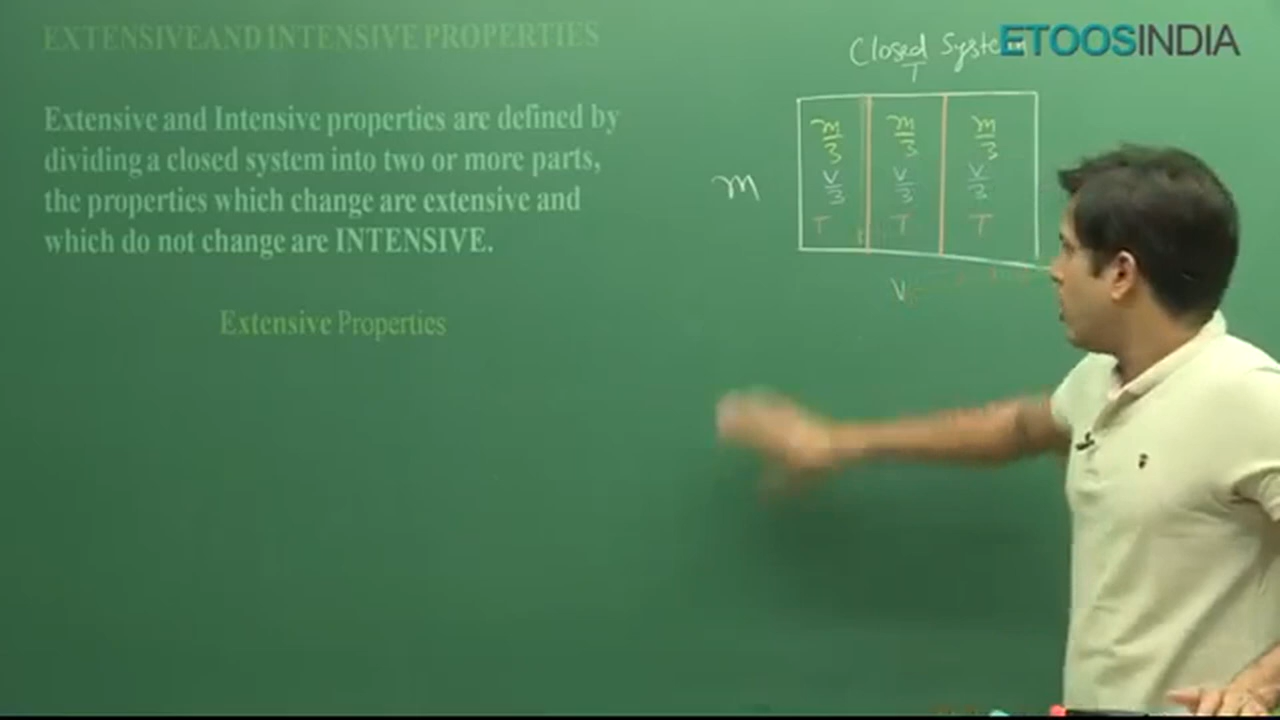 EXTENSIVE AND INTENSIVE PROPERTIES
ETOOSINDIA
Closed System
T
Extensive and Intensive properties are defined by
dividing a closed system into two or more parts,
the properties which change are extensive and
which do not change are INTENSIVE.
m
m/3 m/3 m/3
V/3 V/3 V/3
T T T
V
Extensive Properties